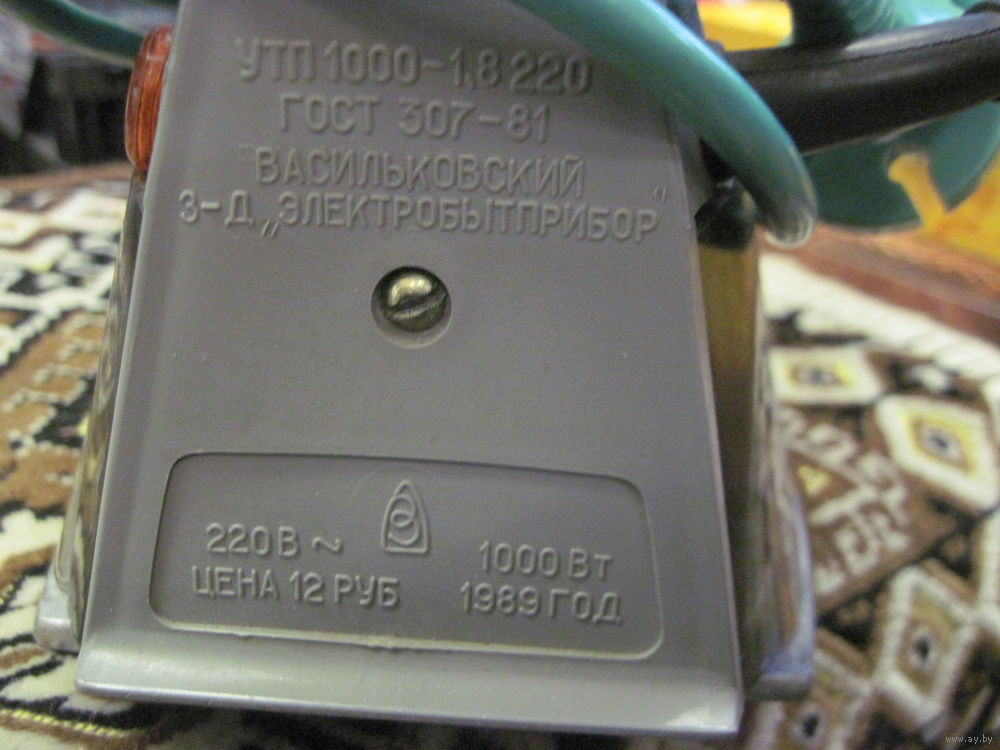 УТП 1000-1,8 220
ГОСТ 307-81
ВАСИЛЬКОВСКИЙ
З-Д „ЭЛЕКТРОБЫТПРИБОР"
220 В ~
1000 Вт
ЦЕНА 12 РУБ
1989 ГОД
www.ay.by